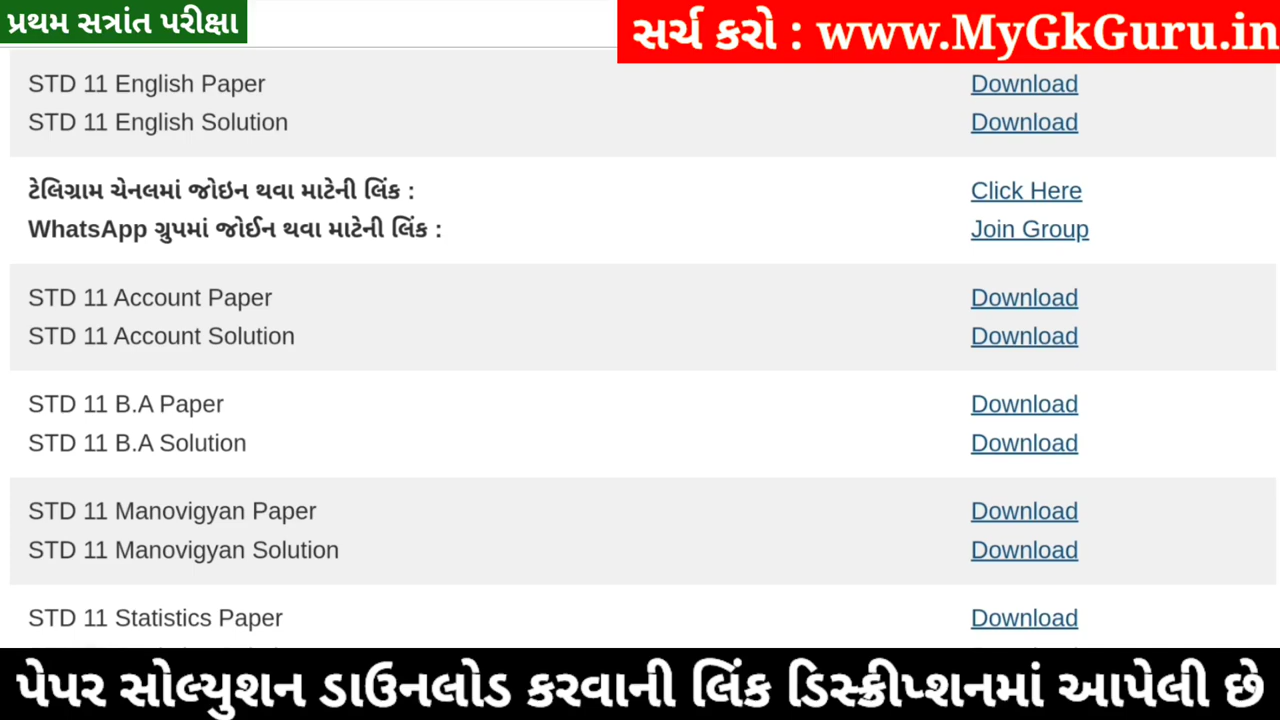 પ્રથમ સત્રાંત પરીક્ષા
સર્ચ કરો : www.MyGkGuru.in
STD 11 English Paper Download
STD 11 English Solution Download
ટેલિગ્રામ ચેનલમાં જોઇન થવા માટેની લિંક : Click Here
WhatsApp ગ્રુપમાં જોઈન થવા માટેની લિંક : Join Group
STD 11 Account Paper Download
STD 11 Account Solution Download
STD 11 B.A Paper Download
STD 11 B.A Solution Download
STD 11 Manovigyan Paper Download
STD 11 Manovigyan Solution Download
STD 11 Statistics Paper Download
પેપર સોલ્યુશન ડાઉનલોડ કરવાની લિંક ડિસ્ક્રીપ્શનમાં આપેલી છે